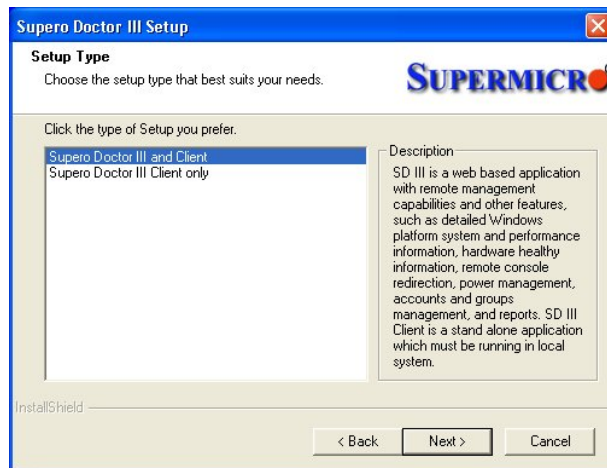 Supero Doctor III Setup
Setup Type
Choose the setup type that best suits your needs.
SUPERMICR
Click the type of Setup you prefer.
Supero Doctor III and Client
Supero Doctor III Client only
Description
SD III is a web based application
with remote management
capabilities and other features,
such as detailed Windows
platform system and performance
information, hardware healthy
information, remote console
redirection, power management,
accounts and groups
management, and reports. SD III
Client is a stand alone application
which must be running in local
system.
InstallShield
< Back
Next >
Cancel